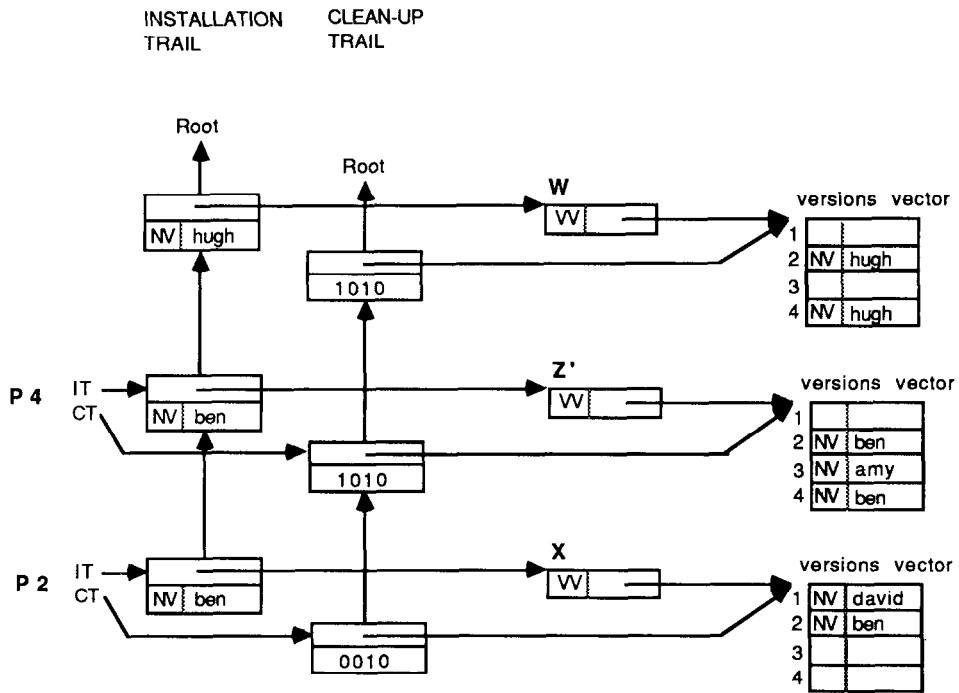 INSTALLATION TRAIL
CLEAN-UP TRAIL
Root
Root
W
versions vector
VV
NV hugh
1
2 NV hugh
3
4 NV hugh
1010
P 4
IT
CT
Z'
versions vector
VV
NV ben
1
2 NV ben
3 NV amy
4 NV ben
1010
P 2
IT
CT
X
versions vector
VV
NV ben
1 NV david
2 NV ben
3
4
0010